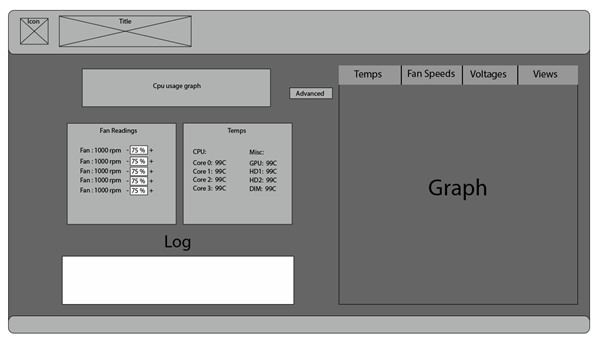 Icon
Title
Cpu usage graph
Advanced
Temps
Fan Speeds
Voltages
Views
Fan Readings
Fan : 1000 rpm - 75 % +
Fan : 1000 rpm - 75 % +
Fan : 1000 rpm - 75 % +
Fan : 1000 rpm - 75 % +
Fan : 1000 rpm - 75 % +
Temps
CPU:
Core 0: 99C
Core 1: 99C
Core 2: 99C
Core 3: 99C
Misc:
GPU: 99C
HD1: 99C
HD2: 99C
DIM: 99C
Graph
Log